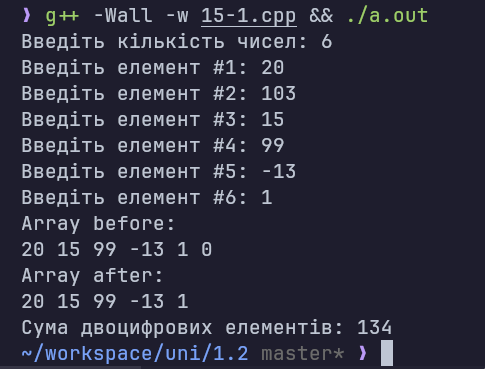 ❱ g++ -Wall -w 15-1.cpp && ./a.out
Введіть кількість чисел: 6
Введіть елемент #1: 20
Введіть елемент #2: 103
Введіть елемент #3: 15
Введіть елемент #4: 99
Введіть елемент #5: -13
Введіть елемент #6: 1
Array before:
20 15 99 -13 1 0
Array after:
20 15 99 -13 1
Сума двоцифрових елементів: 134
~/workspace/uni/1.2 master* ❱